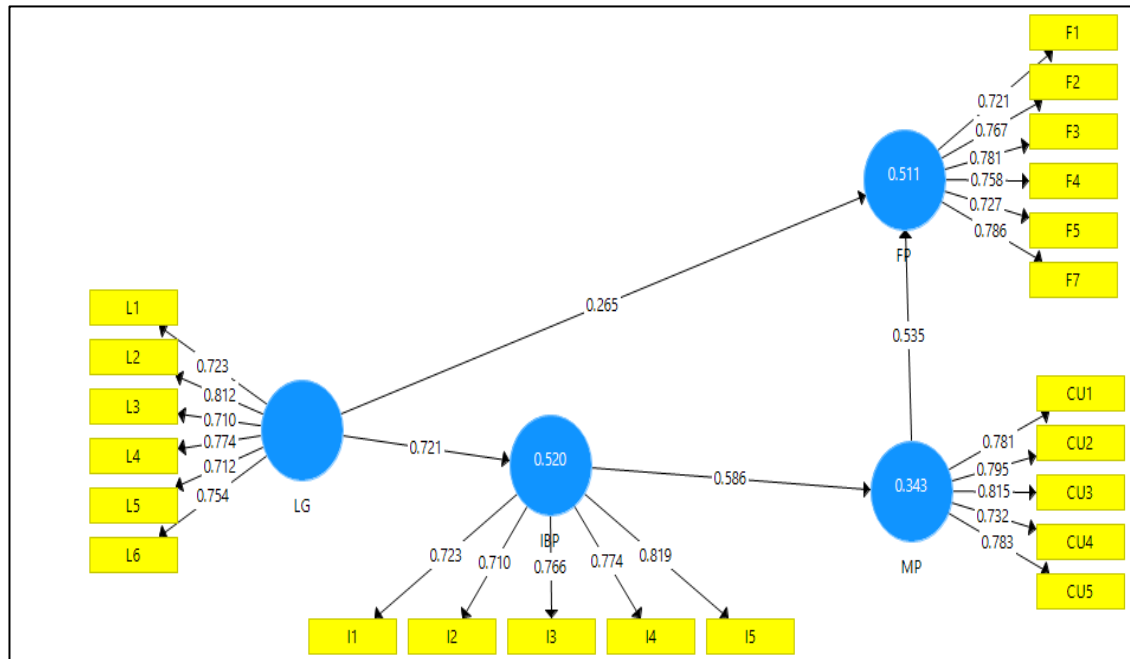 F1
F2
F3
F4
F5
F7
0.721
0.767
0.781
0.758
0.727
0.786
0.511
FP
0.265
0.535
L1
L2
L3
L4
L5
L6
0.723
0.812
0.710
0.774
0.712
0.754
LG
0.721
0.520
IBP
0.586
0.343
MP
CU1
CU2
CU3
CU4
CU5
0.781
0.795
0.815
0.732
0.783
0.723
0.710
0.766
0.774
0.819
I1
I2
I3
I4
I5